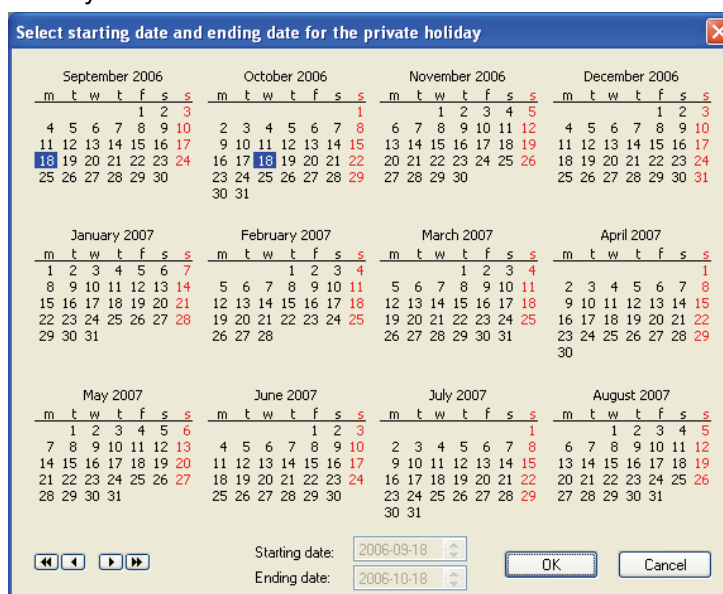 Select starting date and ending date for the private holiday
September 2006 October 2006 November 2006 December 2006
m t w t f s s m t w t f s s m t w t f s s m t w t f s s
1 2 3 1 1 2 3 4 5 1 2 3
4 5 6 7 8 9 10 2 3 4 5 6 7 8 6 7 8 9 10 11 12 4 5 6 7 8 9 10
11 12 13 14 15 16 17 9 10 11 12 13 14 15 13 14 15 16 17 18 19 11 12 13 14 15 16 17
18 19 20 21 22 23 24 16 17 18 19 20 21 22 20 21 22 23 24 25 26 18 19 20 21 22 23 24
25 26 27 28 29 30 23 24 25 26 27 28 29 27 28 29 30 25 26 27 28 29 30 31
30 31
January 2007 February 2007 March 2007 April 2007
m t w t f s s m t w t f s s m t w t f s s m t w t f s s
1 2 3 4 5 6 7 1 2 3 4 1 2 3 4 1
8 9 10 11 12 13 14 5 6 7 8 9 10 11 5 6 7 8 9 10 11 2 3 4 5 6 7 8
15 16 17 18 19 20 21 12 13 14 15 16 17 18 12 13 14 15 16 17 18 9 10 11 12 13 14 15
22 23 24 25 26 27 28 19 20 21 22 23 24 25 19 20 21 22 23 24 25 16 17 18 19 20 21 22
29 30 31 26 27 28 26 27 28 29 30 31 23 24 25 26 27 28 29
30
May 2007 June 2007 July 2007 August 2007
m t w t f s s m t w t f s s m t w t f s s m t w t f s s
1 2 3 4 5 6 1 2 3 1 1 2 3 4 5
7 8 9 10 11 12 13 4 5 6 7 8 9 10 2 3 4 5 6 7 8 6 7 8 9 10 11 12
14 15 16 17 18 19 20 11 12 13 14 15 16 17 9 10 11 12 13 14 15 13 14 15 16 17 18 19
21 22 23 24 25 26 27 18 19 20 21 22 23 24 16 17 18 19 20 21 22 20 21 22 23 24 25 26
28 29 30 31 25 26 27 28 29 30 23 24 25 26 27 28 29 27 28 29 30 31
30 31
Starting date: 2006-09-18
OK Cancel
Ending date: 2006-10-18